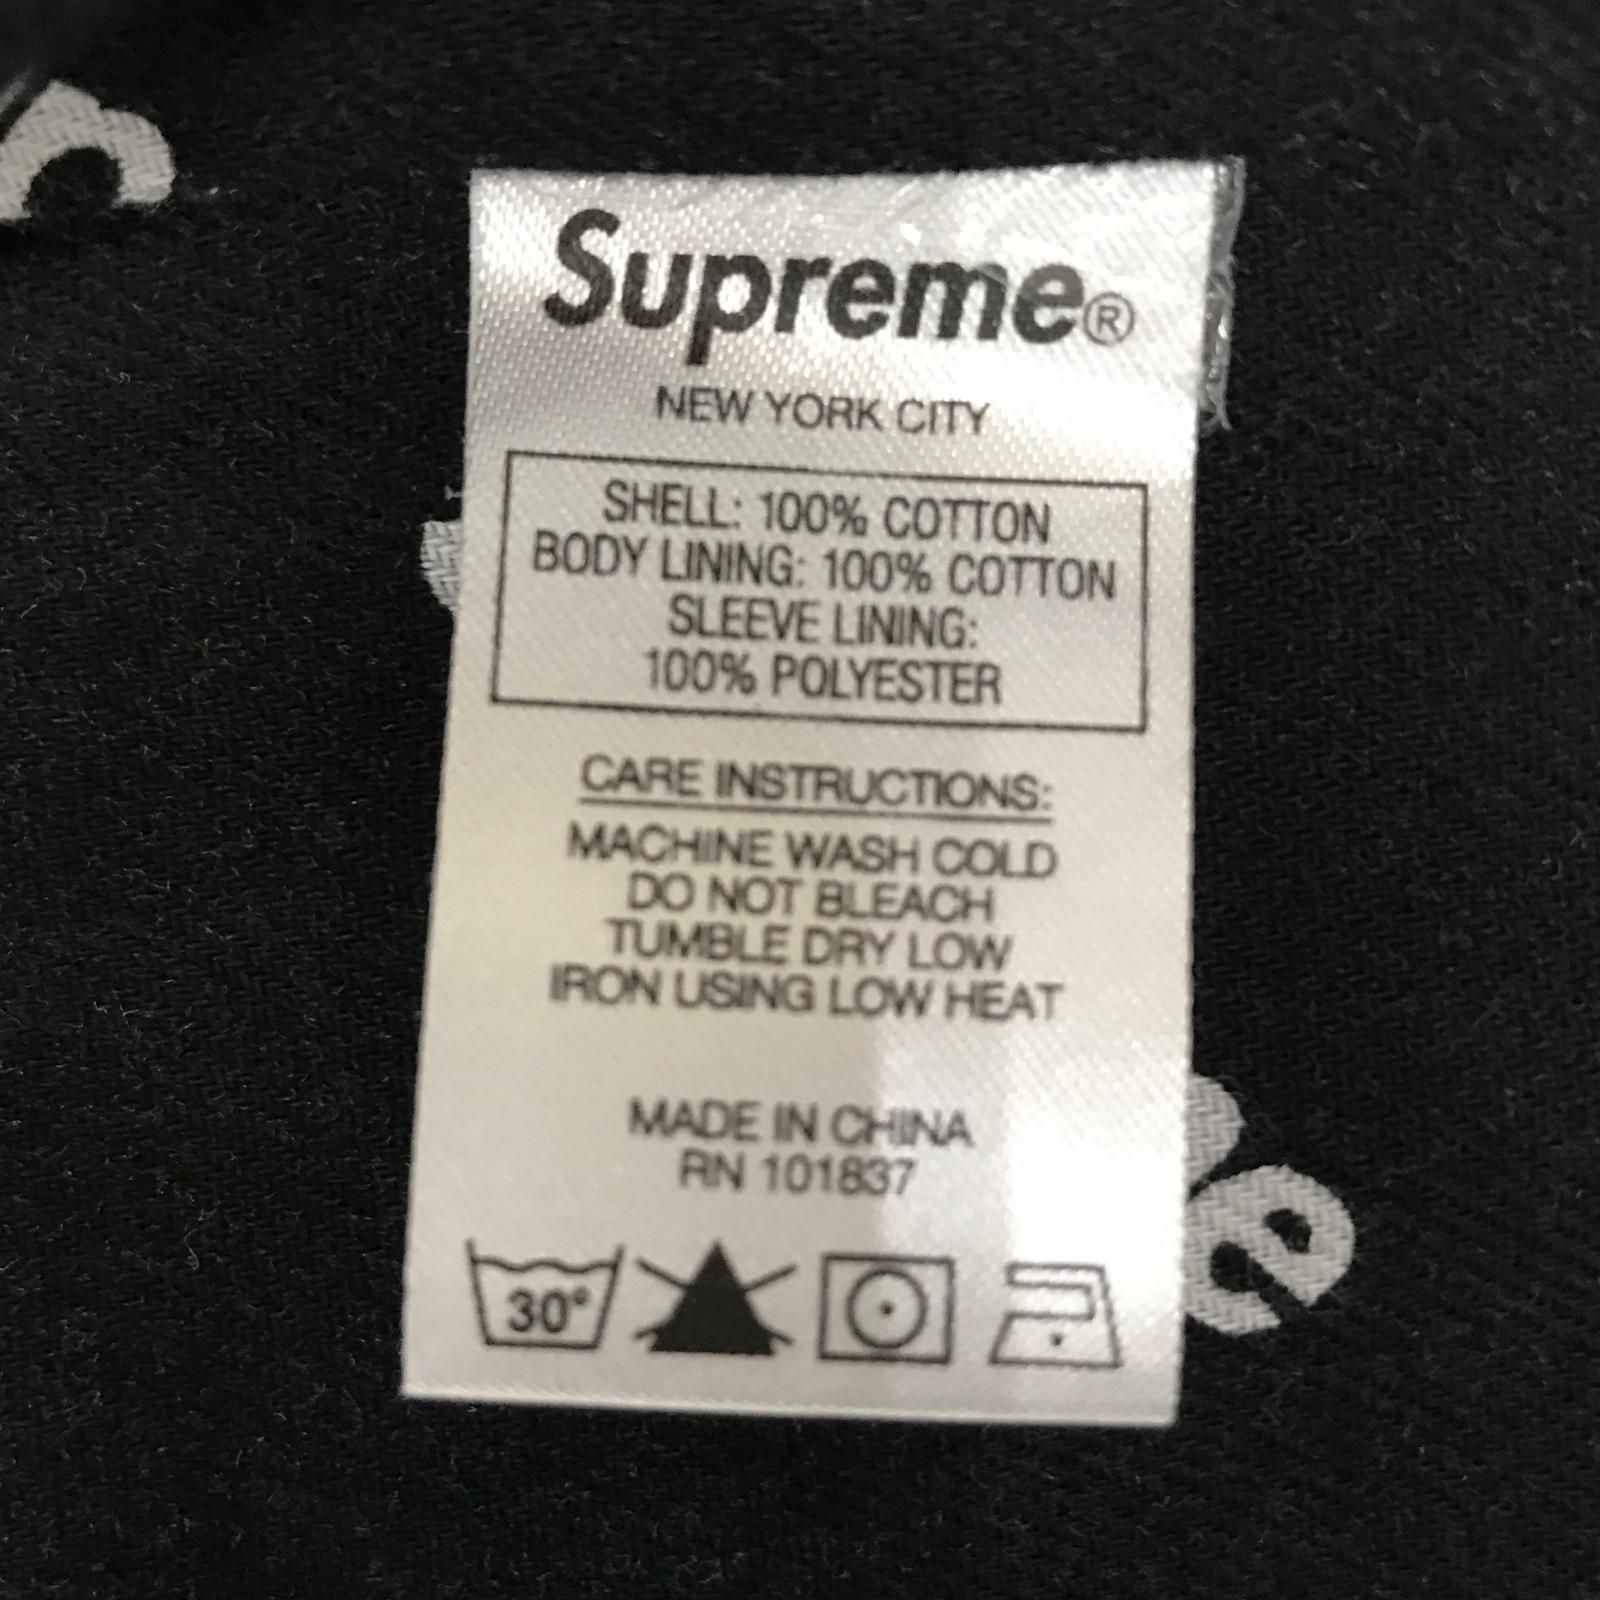 Supreme®
NEW YORK CITY
SHELL: 100% COTTON
BODY LINING: 100% COTTON
SLEEVE LINING:
100% POLYESTER
CARE INSTRUCTIONS:
MACHINE WASH COLD
DO NOT BLEACH
TUMBLE DRY LOW
IRON USING LOW HEAT
MADE IN CHINA
RN 101837
30°